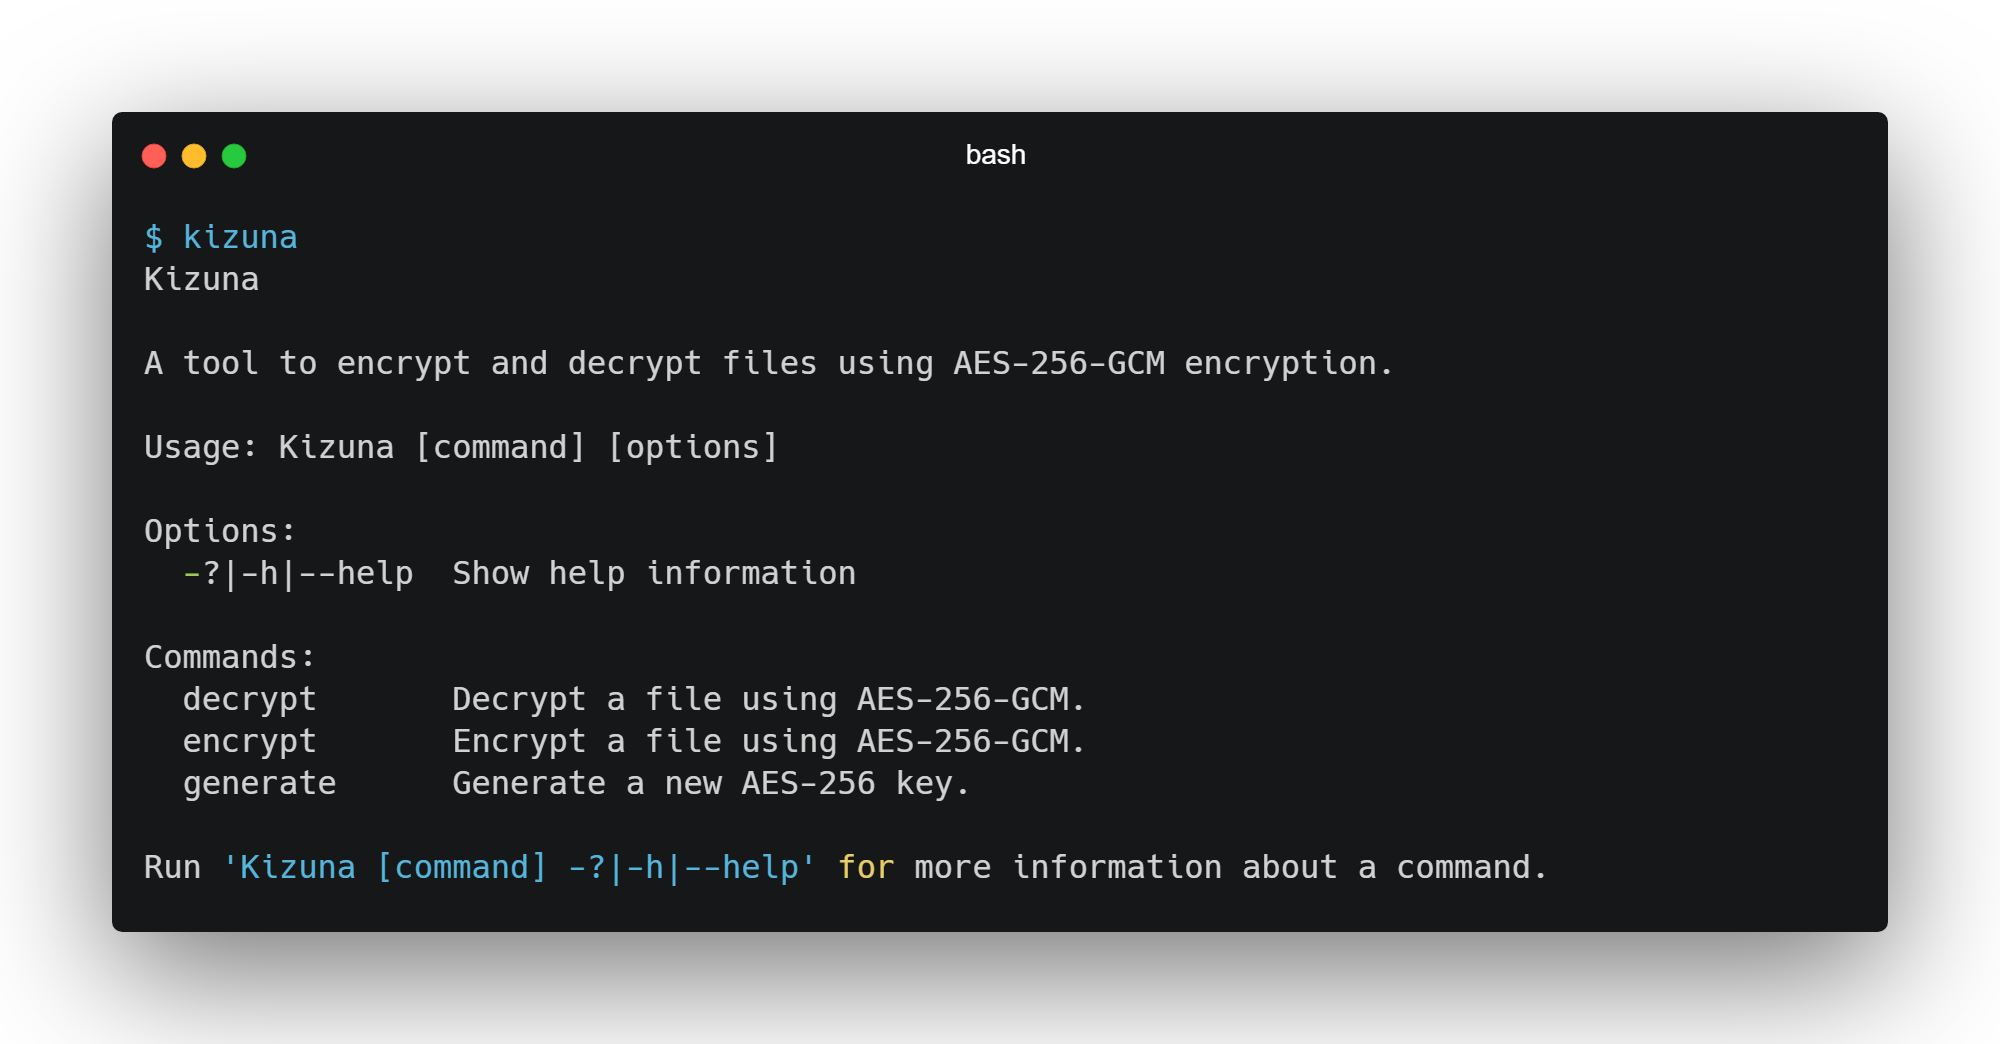 bash
$ kizuna
Kizuna
A tool to encrypt and decrypt files using AES-256-GCM encryption.
Usage: Kizuna [command] [options]
Options:
  -?|-h|--help  Show help information
Commands:
  decrypt       Decrypt a file using AES-256-GCM.
  encrypt       Encrypt a file using AES-256-GCM.
  generate      Generate a new AES-256 key.
Run 'Kizuna [command] -?|-h|--help' for more information about a command.